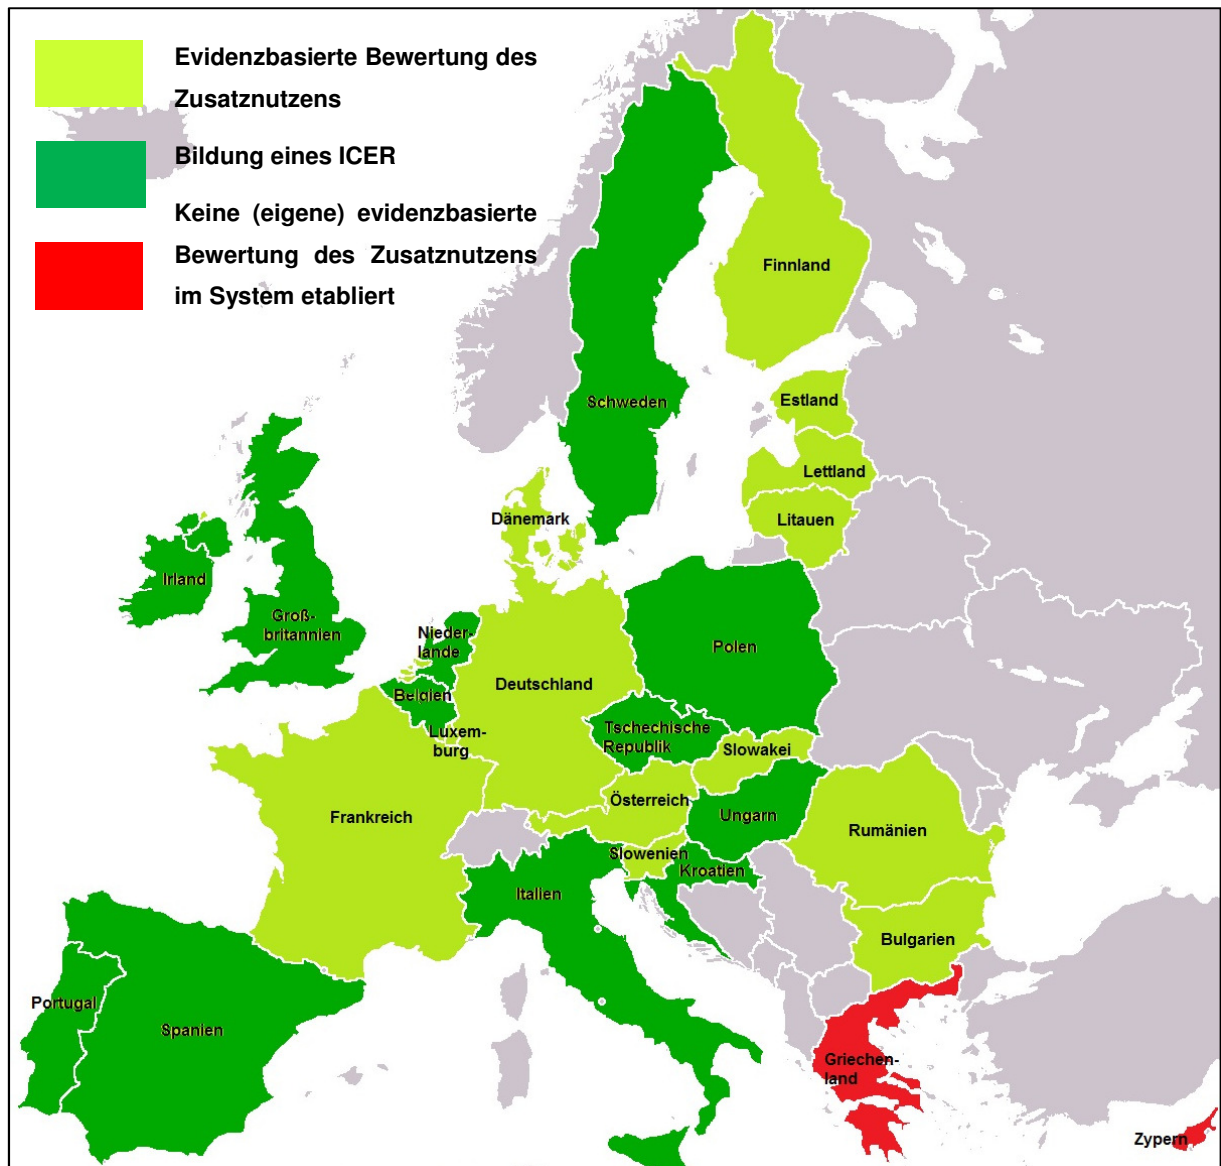 Evidenzbasierte Bewertung des
Zusatznutzens
Bildung eines ICER
Keine (eigene) evidenzbasierte
Bewertung des Zusatznutzens
im System etabliert
Finnland
Schweden
Estland
Lettland
Litauen
Dänemark
Irland
Groß-
britannien
Nieder-
lande
Polen
Deutschland
Belgien
Luxem-
burg
Tschechische
Republik
Slowakei
Österreich
Frankreich
Ungarn
Rumänien
Slowenien
Kroatien
Italien
Bulgarien
Portugal
Spanien
Griechen-
land
Zypern